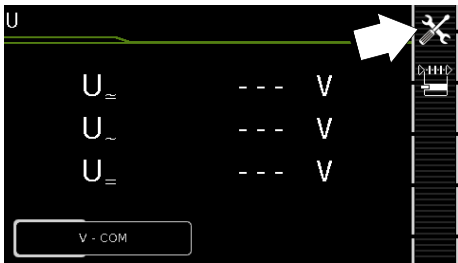 U
U≂ - - - V
U~ - - - V
U= - - - V
V - COM